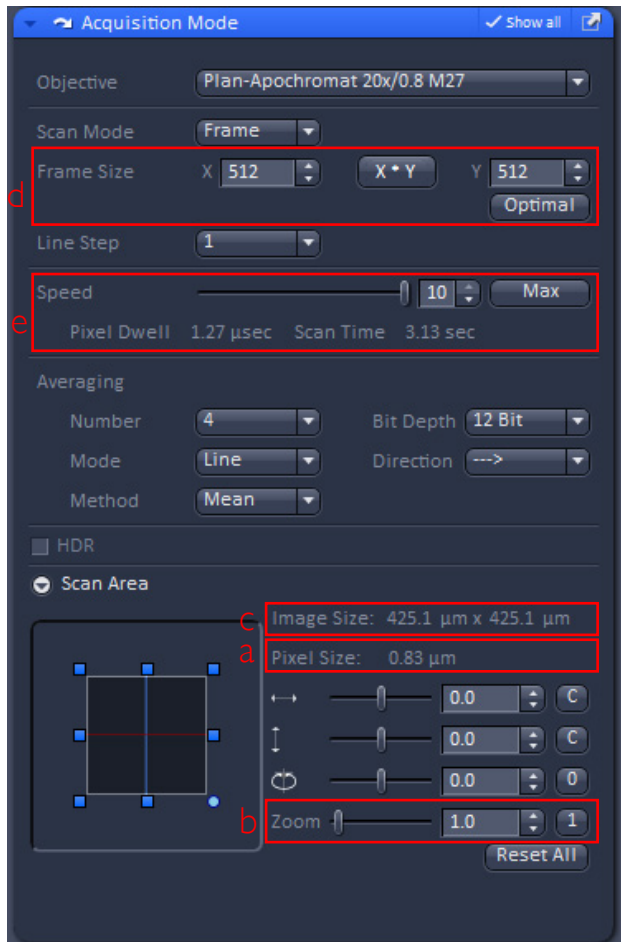 Acquisition Mode ✓ Show all
Objective Plan-Apochromat 20x/0.8 M27
Scan Mode Frame
d Frame Size X 512 X * Y Y 512
Optimal
Line Step 1
Speed 10 Max
e Pixel Dwell 1.27 µsec Scan Time 3.13 sec
Averaging
Number 4 Bit Depth 12 Bit
Mode Line Direction --->
Method Mean
HDR
Scan Area
c Image Size: 425.1 µm x 425.1 µm
a Pixel Size: 0.83 µm
0.0 C
0.0 C
0.0 0
b Zoom 1.0 1
Reset All